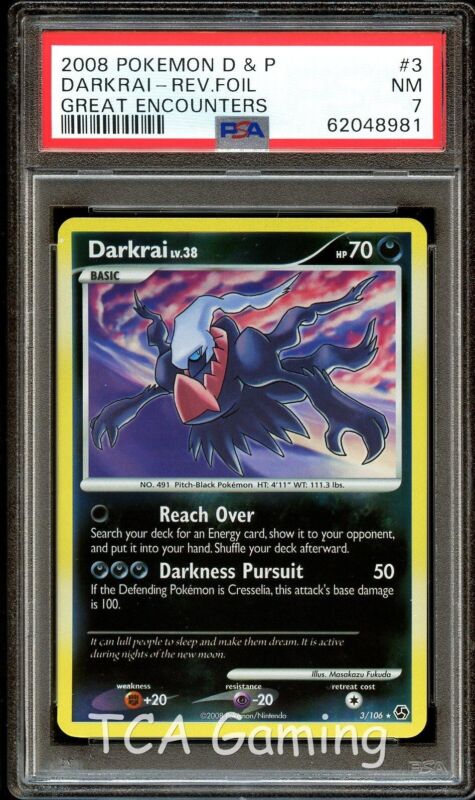 2008 POKEMON D & P #3
DARKRAI-REV.FOIL NM
GREAT ENCOUNTERS 7
PSA 62048981
Darkrai LV.38 HP 70
BASIC
NO. 491 Pitch-Black Pokémon HT: 4'11" WT: 111.3 lbs.
Reach Over
Search your deck for an Energy card, show it to your opponent,
and put it into your hand. Shuffle your deck afterward.
Darkness Pursuit 50
If the Defending Pokémon is Cresselia, this attack's base damage
is 100.
It can lull people to sleep and make them dream. It is active
during nights of the new moon.
Illus. Masakazu Fukuda
weakness resistance retreat cost
+20 -20
©2008 Pokémon/Nintendo 3/106 ★
TCA Gaming
PSA